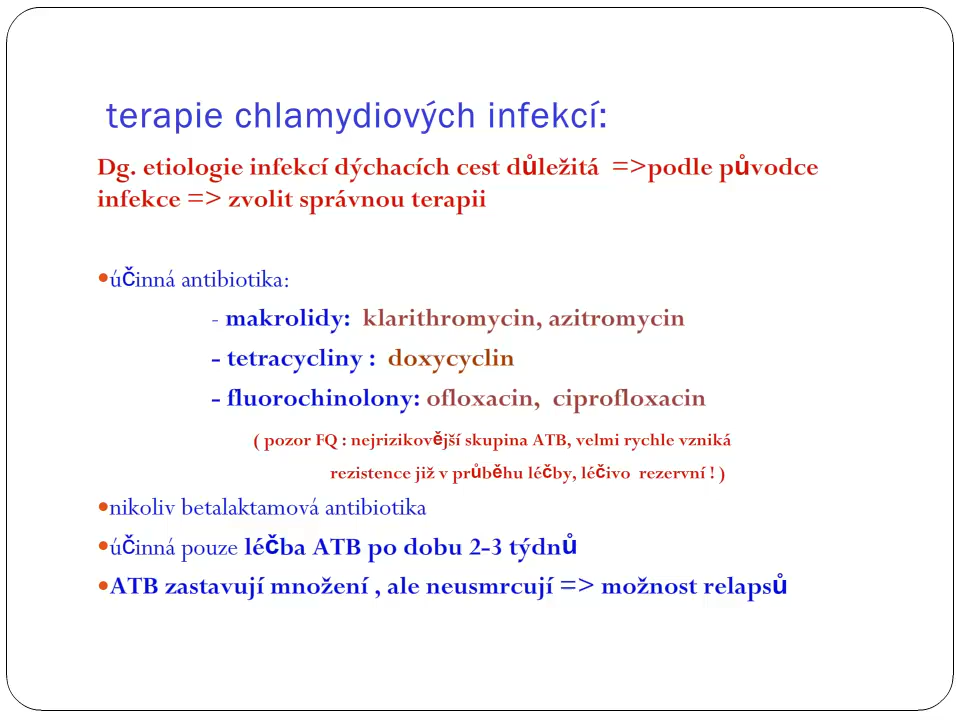 terapie chlamydiových infekcí:
Dg. etiologie infekcí dýchacích cest důležitá =>podle původce
infekce => zvolit správnou terapii
•účinná antibiotika:
- makrolidy: klarithromycin, azitromycin
- tetracycliny : doxycyclin
- fluorochinolony: ofloxacin, ciprofloxacin
( pozor FQ : nejrizikovější skupina ATB, velmi rychle vzniká
rezistence již v průběhu léčby, léčivo rezervní ! )
•nikoliv betalaktamová antibiotika
•účinná pouze léčba ATB po dobu 2-3 týdnů
•ATB zastavují množení , ale neusmrcují => možnost relapsů